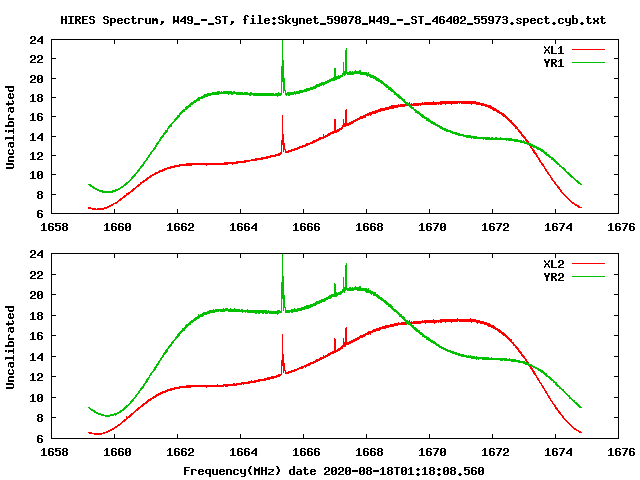 HIRES Spectrum, W49_-_ST, file:Skynet_59078_W49_-_ST_46402_55973.spect.cyb.txt
24
22
20
18
16
14
12
10
8
6
Uncalibrated
XL1
YR1
1658 1660 1662 1664 1666 1668 1670 1672 1674 1676
24
22
20
18
16
14
12
10
8
6
Uncalibrated
XL2
YR2
1658 1660 1662 1664 1666 1668 1670 1672 1674 1676
Frequency(MHz) date 2020-08-18T01:18:08.560